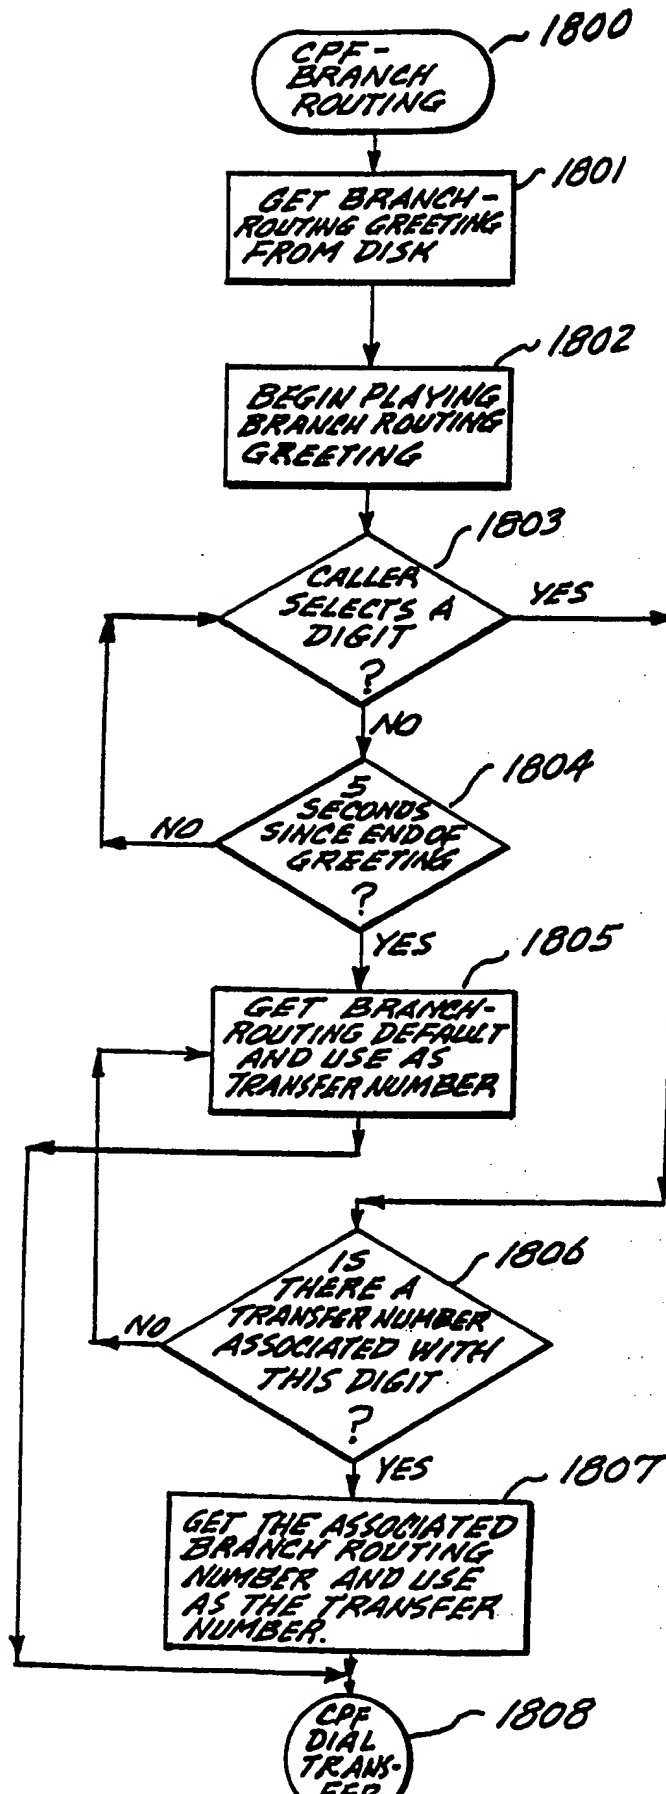 1800
CPF-
BRANCH
ROUTING
1801
GET BRANCH-
ROUTING GREETING
FROM DISK
1802
BEGIN PLAYING
BRANCH ROUTING
GREETING
1803
CALLER
SELECTS A
DIGIT
?
YES
NO
1804
5
SECONDS
SINCE END OF
GREETING
?
NO
YES
1805
GET BRANCH-
ROUTING DEFAULT
AND USE AS
TRANSFER NUMBER
1806
IS
THERE A
TRANSFER NUMBER
ASSOCIATED WITH
THIS DIGIT
?
NO
YES
1807
GET THE ASSOCIATED
BRANCH ROUTING
NUMBER AND USE
AS THE TRANSFER
NUMBER.
1808
CPF
DIAL
TRANS-
FER